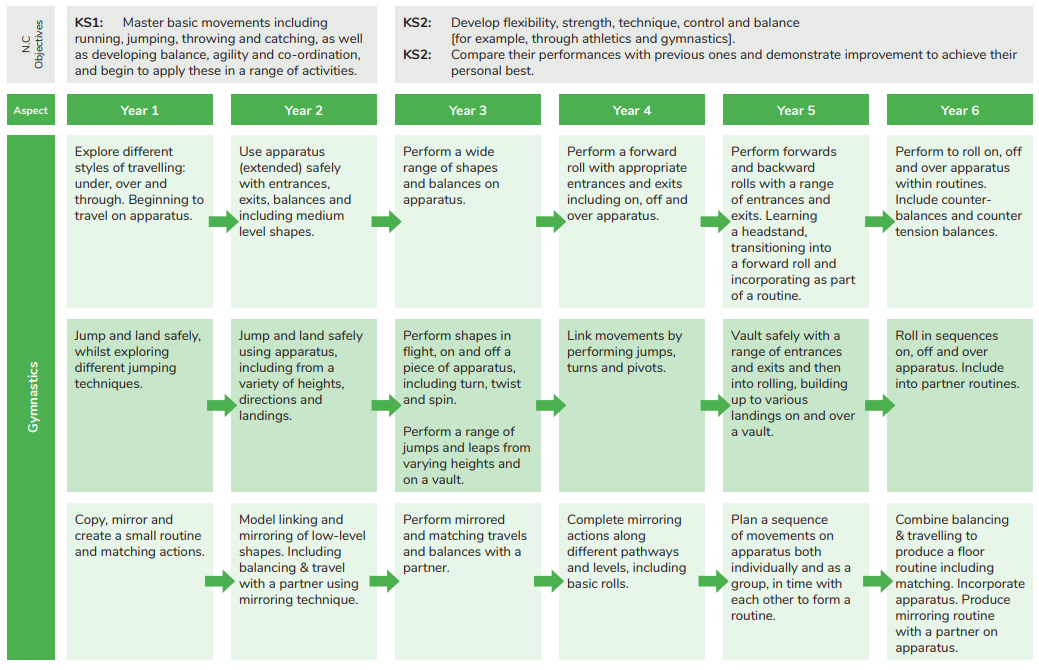 N.C
Objectives
KS1: Master basic movements including
running, jumping, throwing and catching, as well
as developing balance, agility and co-ordination,
and begin to apply these in a range of activities.
KS2: Develop flexibility, strength, technique, control and balance
[for example, through athletics and gymnastics].
KS2: Compare their performances with previous ones and demonstrate improvement to achieve their
personal best.
Aspect
Year 1
Year 2
Year 3
Year 4
Year 5
Year 6
Gymnastics
Explore different
styles of travelling:
under, over and
through. Beginning to
travel on apparatus.
Use apparatus
(extended) safely
with entrances,
exits, balances and
including medium
level shapes.
Perform a wide
range of shapes
and balances on
apparatus.
Perform a forward
roll with appropriate
entrances and exits
including on, off and
over apparatus.
Perform forwards
and backward
rolls with a range
of entrances and
exits. Learning
a headstand,
transitioning into
a forward roll and
incorporating as part
of a routine.
Perform to roll on, off
and over apparatus
within routines.
Include counter-
balances and counter
tension balances.
Jump and land safely,
whilst exploring
different jumping
techniques.
Jump and land safely
using apparatus,
including from a
variety of heights,
directions and
landings.
Perform shapes in
flight, on and off a
piece of apparatus,
including turn, twist
and spin.
Perform a range of
jumps and leaps from
varying heights and
on a vault.
Link movements by
performing jumps,
turns and pivots.
Vault safely with a
range of entrances
and exits and then
into rolling, building
up to various
landings on and over
a vault.
Roll in sequences
on, off and over
apparatus. Include
into partner routines.
Copy, mirror and
create a small routine
and matching actions.
Model linking and
mirroring of low-level
shapes. Including
balancing & travel
with a partner using
mirroring technique.
Perform mirrored
and matching travels
and balances with a
partner.
Complete mirroring
actions along
different pathways
and levels, including
basic rolls.
Plan a sequence
of movements on
apparatus both
individually and as a
group, in time with
each other to form a
routine.
Combine balancing
& travelling to
produce a floor
routine including
matching. Incorporate
apparatus. Produce
mirroring routine
with a partner on
apparatus.